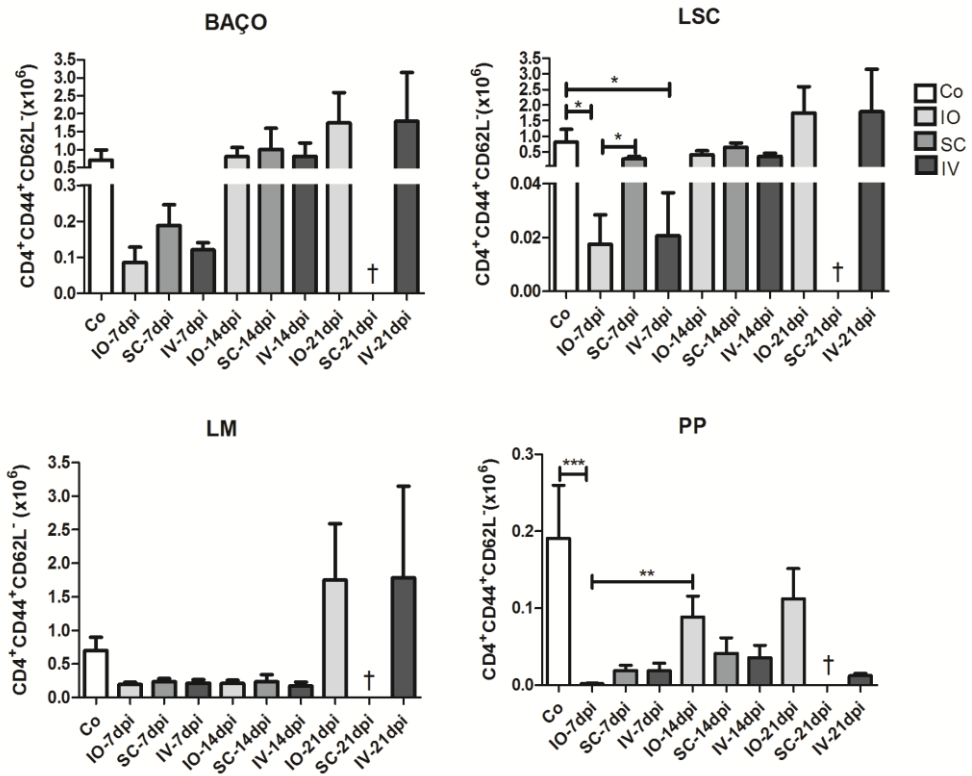 BAÇO
CD4⁺CD44⁺CD62L⁻(x10⁶)
3.5
3.0
2.5
2.0
1.5
1.0
0.5
0.3
0.2
0.1
0.0
†
Co
IO-7dpi
SC-7dpi
IV-7dpi
IO-14dpi
SC-14dpi
IV-14dpi
IO-21dpi
SC-21dpi
IV-21dpi
LSC
CD4⁺CD44⁺CD62L⁻(x10⁶)
3.5
3.0
2.5
2.0
1.5
1.0
0.5
0.04
0.02
0.00
*
*
*
†
Co
IO-7dpi
SC-7dpi
IV-7dpi
IO-14dpi
SC-14dpi
IV-14dpi
IO-21dpi
SC-21dpi
IV-21dpi
Co
IO
SC
IV
LM
CD4⁺CD44⁺CD62L⁻ (x10⁶)
3.5
3.0
2.5
2.0
1.5
1.0
0.5
0.0
†
Co
IO-7dpi
SC-7dpi
IV-7dpi
IO-14dpi
SC-14dpi
IV-14dpi
IO-21dpi
SC-21dpi
IV-21dpi
PP
CD4⁺CD44⁺CD62L⁻ (x10⁶)
0.3
0.2
0.1
0.0
***
**
†
Co
IO-7dpi
SC-7dpi
IV-7dpi
IO-14dpi
SC-14dpi
IV-14dpi
IO-21dpi
SC-21dpi
IV-21dpi